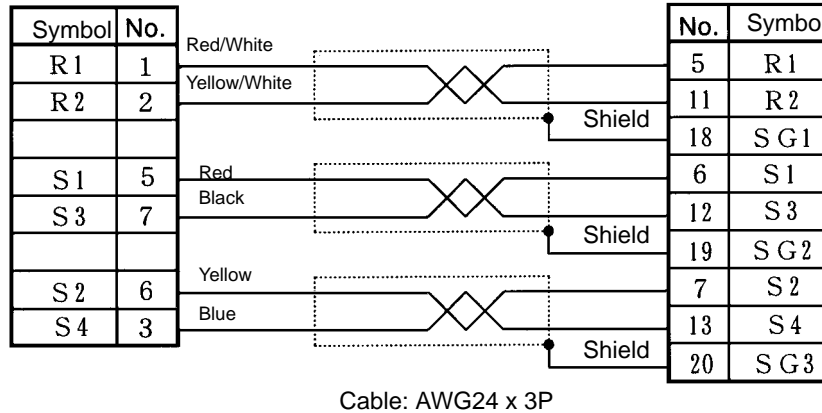 Symbol No.
R1 1
R2 2
S1 5
S3 7
S2 6
S4 3
Red/White
Yellow/White
Red
Black
Yellow
Blue
Shield
Shield
Shield
No. Symbo
5 R1
11 R2
18 SG1
6 S1
12 S3
19 SG2
7 S2
13 S4
20 SG3
Cable: AWG24 x 3P